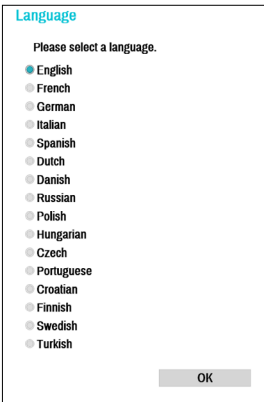 Language
Please select a language.
English
French
German
Italian
Spanish
Dutch
Danish
Russian
Polish
Hungarian
Czech
Portuguese
Croatian
Finnish
Swedish
Turkish
OK